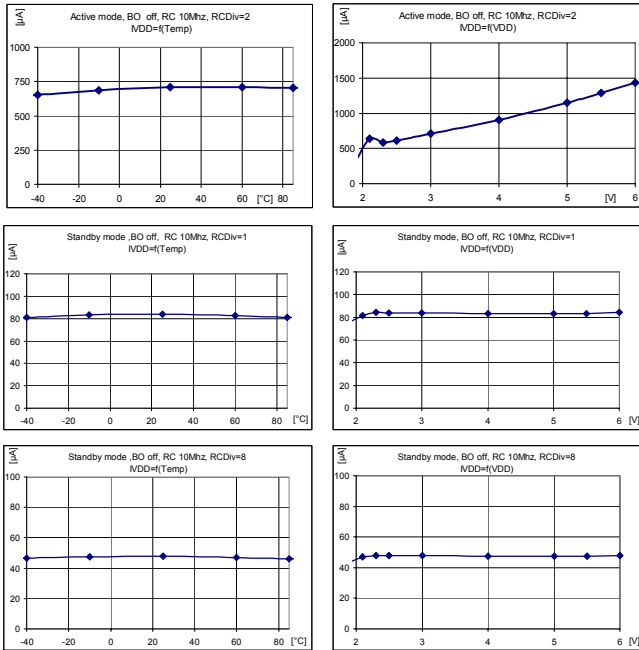 [µA]
Active mode, BO off, RC 10Mhz, RCDiv=2
IVDD=f(Temp)
1000
750
500
250
0
-40 -20 0 20 40 60 [°C] 80
[µA]
Active mode, BO off, RC 10Mhz, RCDiv=2
IVDD=f(VDD)
2000
1500
1000
500
0
2 3 4 5 [V] 6
[µA]
Standby mode ,BO off, RC 10Mhz, RCDiv=1
IVDD=f(Temp)
120
100
80
60
40
20
0
-40 -20 0 20 40 60 80
[°C]
[µA]
Standby mode, BO off, RC 10Mhz, RCDiv=1
IVDD=f(VDD)
120
100
80
60
40
20
0
2 3 4 5 6
[V]
[µA]
Standby mode ,BO off, RC 10Mhz, RCDiv=8
IVDD=f(Temp)
100
80
60
40
20
0
-40 -20 0 20 40 60 80
[°C]
[µA]
Standby mode, BO off, RC 10Mhz, RCDiv=8
IVDD=f(VDD)
100
80
60
40
20
0
2 3 4 5 6
[V]